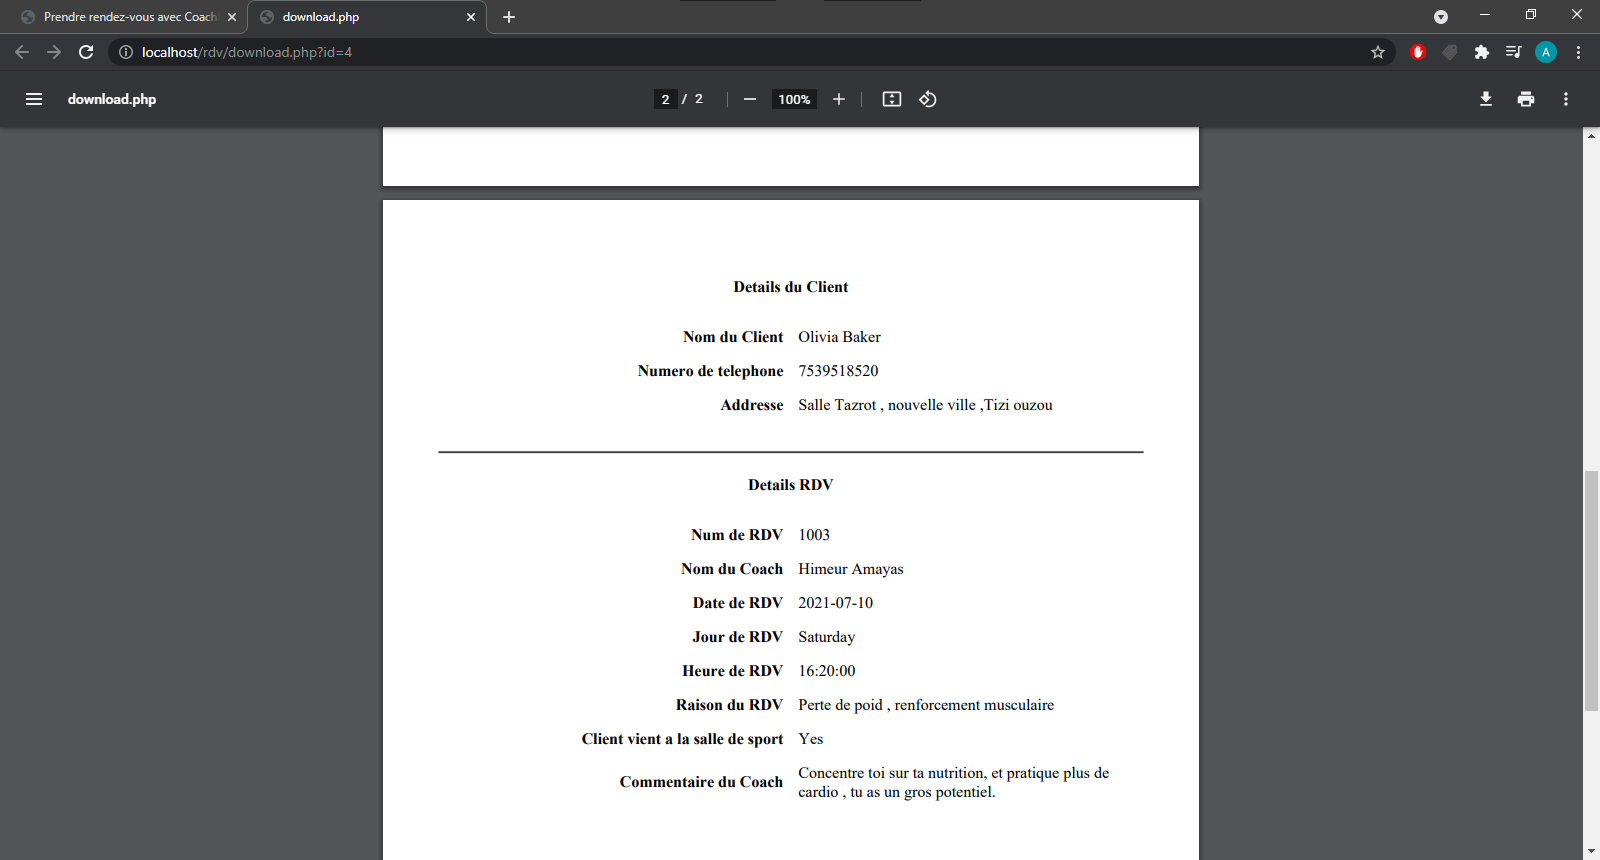 Prendre rendez-vous avec Coach
download.php
localhost/rdv/download.php?id=4
A
download.php
2 / 2
100%
Details du Client
Nom du Client Olivia Baker
Numero de telephone 7539518520
Addresse Salle Tazrot , nouvelle ville ,Tizi ouzou
Details RDV
Num de RDV 1003
Nom du Coach Himeur Amayas
Date de RDV 2021-07-10
Jour de RDV Saturday
Heure de RDV 16:20:00
Raison du RDV Perte de poid , renforcement musculaire
Client vient a la salle de sport Yes
Commentaire du Coach Concentre toi sur ta nutrition, et pratique plus de
cardio , tu as un gros potentiel.